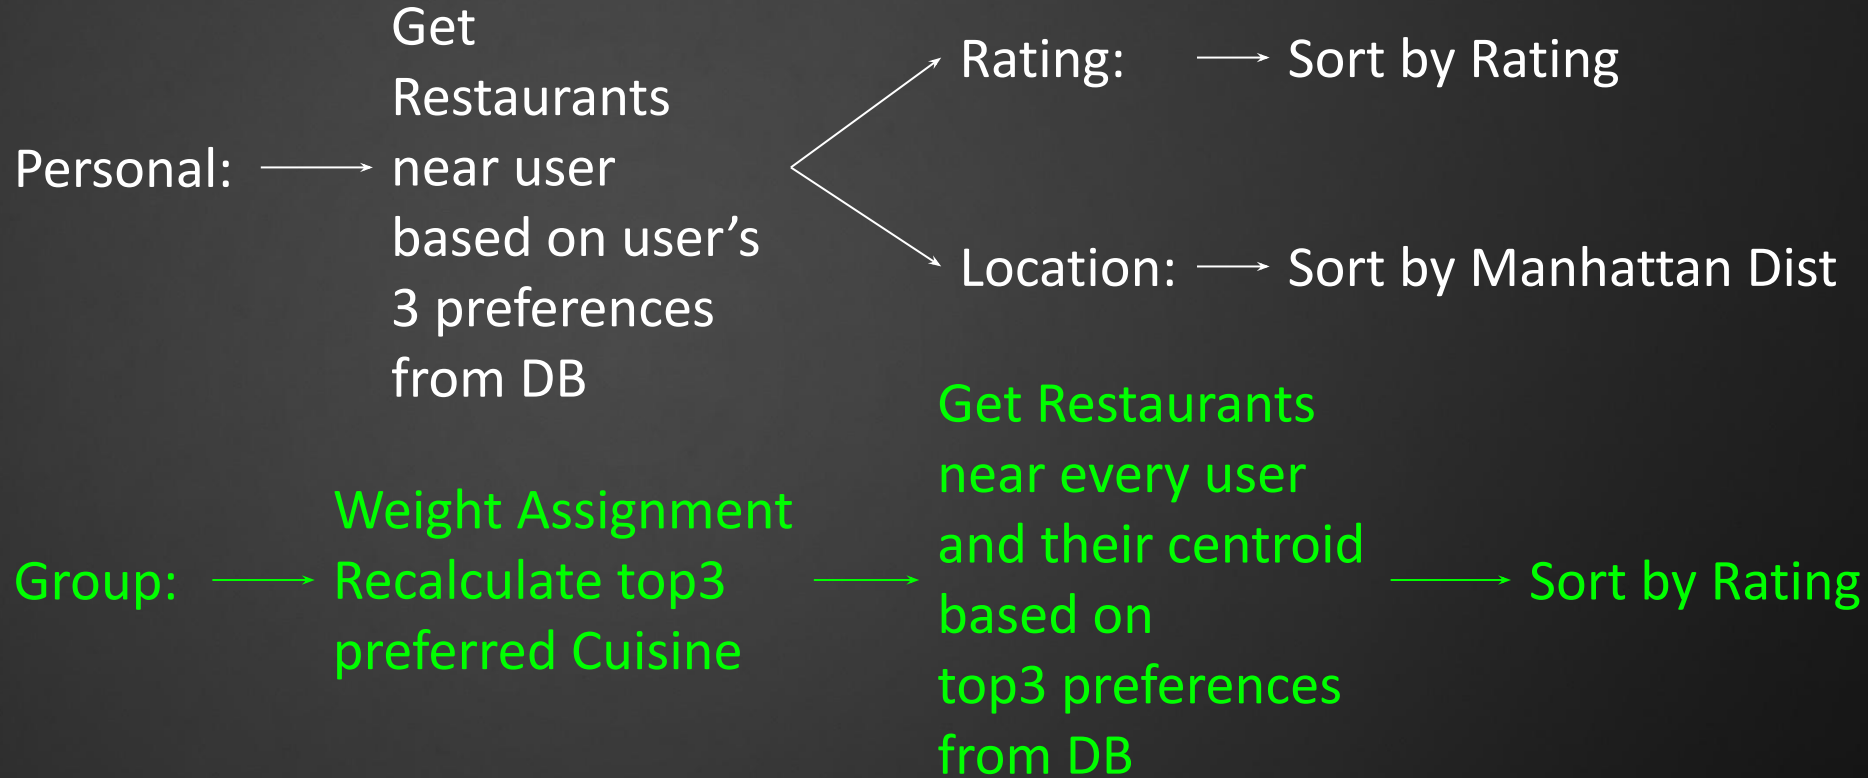 Personal:
Get
Restaurants
near user
based on user’s
3 preferences
from DB
Rating:
Sort by Rating
Location:
Sort by Manhattan Dist
Group:
Weight Assignment
Recalculate top3
preferred Cuisine
Get Restaurants
near every user
and their centroid
based on
top3 preferences
from DB
Sort by Rating